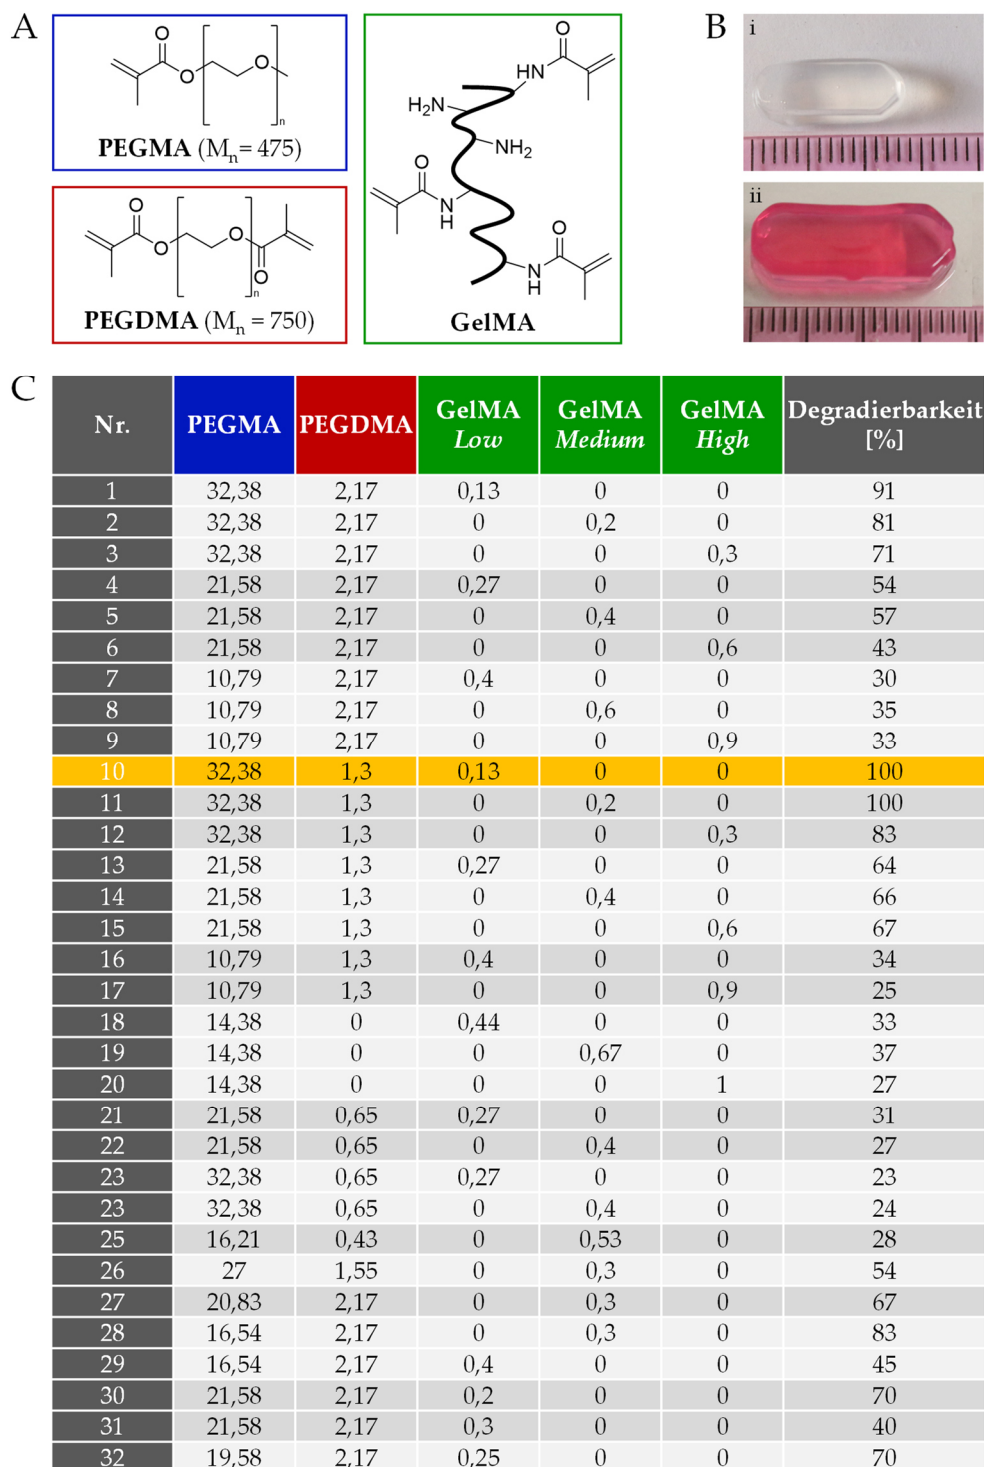 A
B
O
O
O
n
PEGMA (Mn= 475)
O
O
O
O
n
PEGDMA (Mn = 750)
O
HN
H2N
NH2
O
N
H
O
N
H
GelMA
i
ii
C
Nr. PEGMA PEGDMA GelMA Low GelMA Medium GelMA High Degradierbarkeit [%]
1 32,38 2,17 0,13 0 0 91
2 32,38 2,17 0 0,2 0 81
3 32,38 2,17 0 0 0,3 71
4 21,58 2,17 0,27 0 0 54
5 21,58 2,17 0 0,4 0 57
6 21,58 2,17 0 0 0,6 43
7 10,79 2,17 0,4 0 0 30
8 10,79 2,17 0 0,6 0 35
9 10,79 2,17 0 0 0,9 33
10 32,38 1,3 0,13 0 0 100
11 32,38 1,3 0 0,2 0 100
12 32,38 1,3 0 0 0,3 83
13 21,58 1,3 0,27 0 0 64
14 21,58 1,3 0 0,4 0 66
15 21,58 1,3 0 0 0,6 67
16 10,79 1,3 0,4 0 0 34
17 10,79 1,3 0 0 0,9 25
18 14,38 0 0,44 0 0 33
19 14,38 0 0 0,67 0 37
20 14,38 0 0 0 1 27
21 21,58 0,65 0,27 0 0 31
22 21,58 0,65 0 0,4 0 27
23 32,38 0,65 0,27 0 0 23
23 32,38 0,65 0 0,4 0 24
25 16,21 0,43 0 0,53 0 28
26 27 1,55 0 0,3 0 54
27 20,83 2,17 0 0,3 0 67
28 16,54 2,17 0 0,3 0 83
29 16,54 2,17 0,4 0 0 45
30 21,58 2,17 0,2 0 0 70
31 21,58 2,17 0,3 0 0 40
32 19,58 2,17 0,25 0 0 70